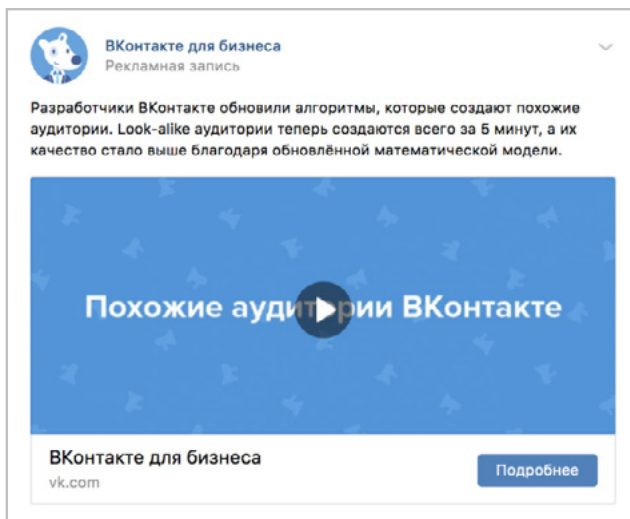 ВКонтакте для бизнеса
Рекламная запись
Разработчики ВКонтакте обновили алгоритмы, которые создают похожие
аудитории. Look-alike аудитории теперь создаются всего за 5 минут, а их
качество стало выше благодаря обновлённой математической модели.
Похожие аудитории ВКонтакте
ВКонтакте для бизнеса
Подробнее
vk.com